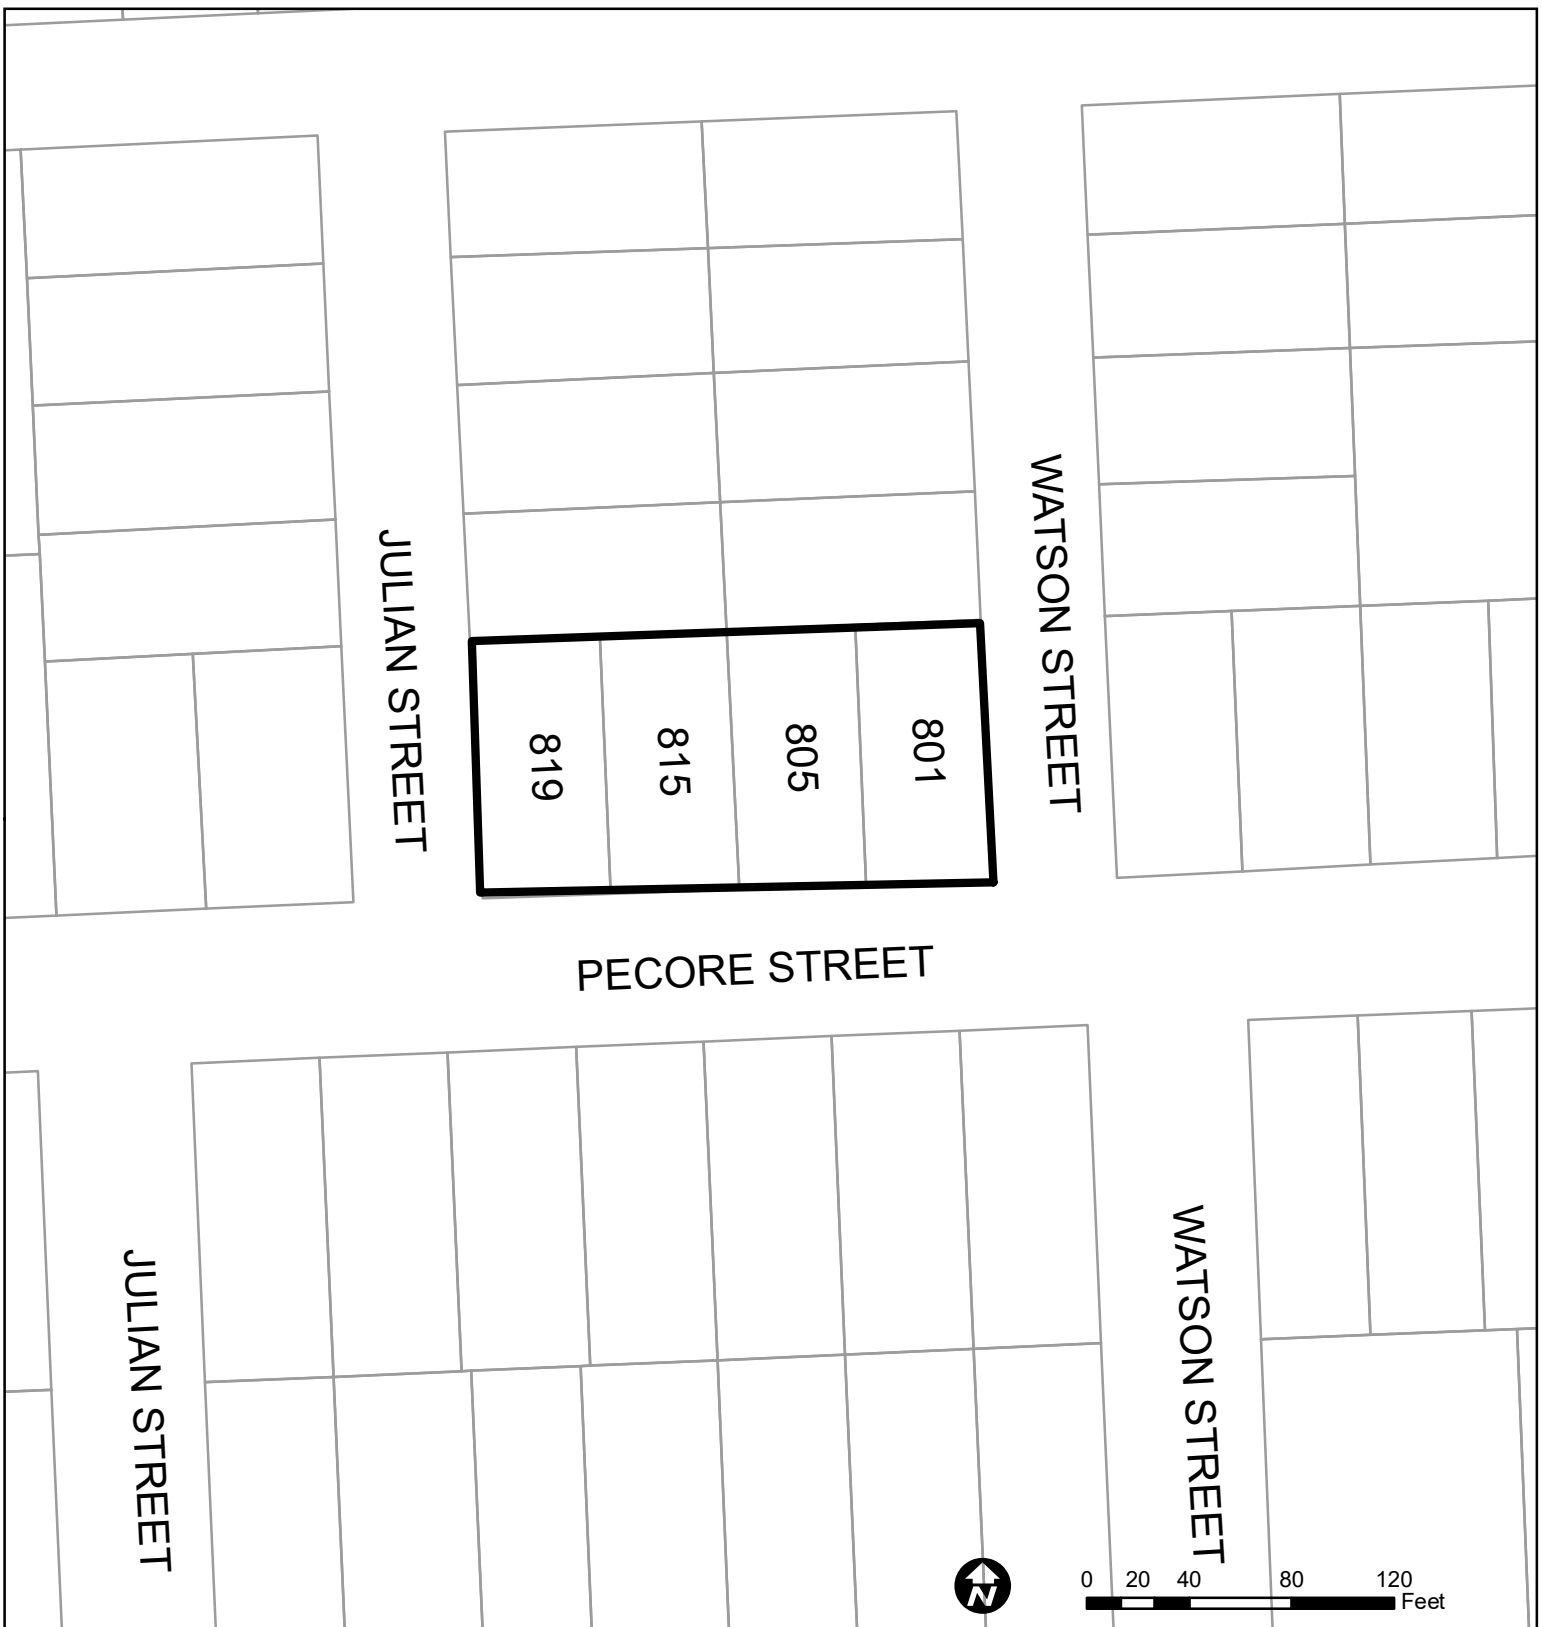 WATSON STREET
JULIAN STREET
819
815
805
801
PECORE STREET
JULIAN STREET
WATSON STREET
N
0 20 40 80 120
Feet